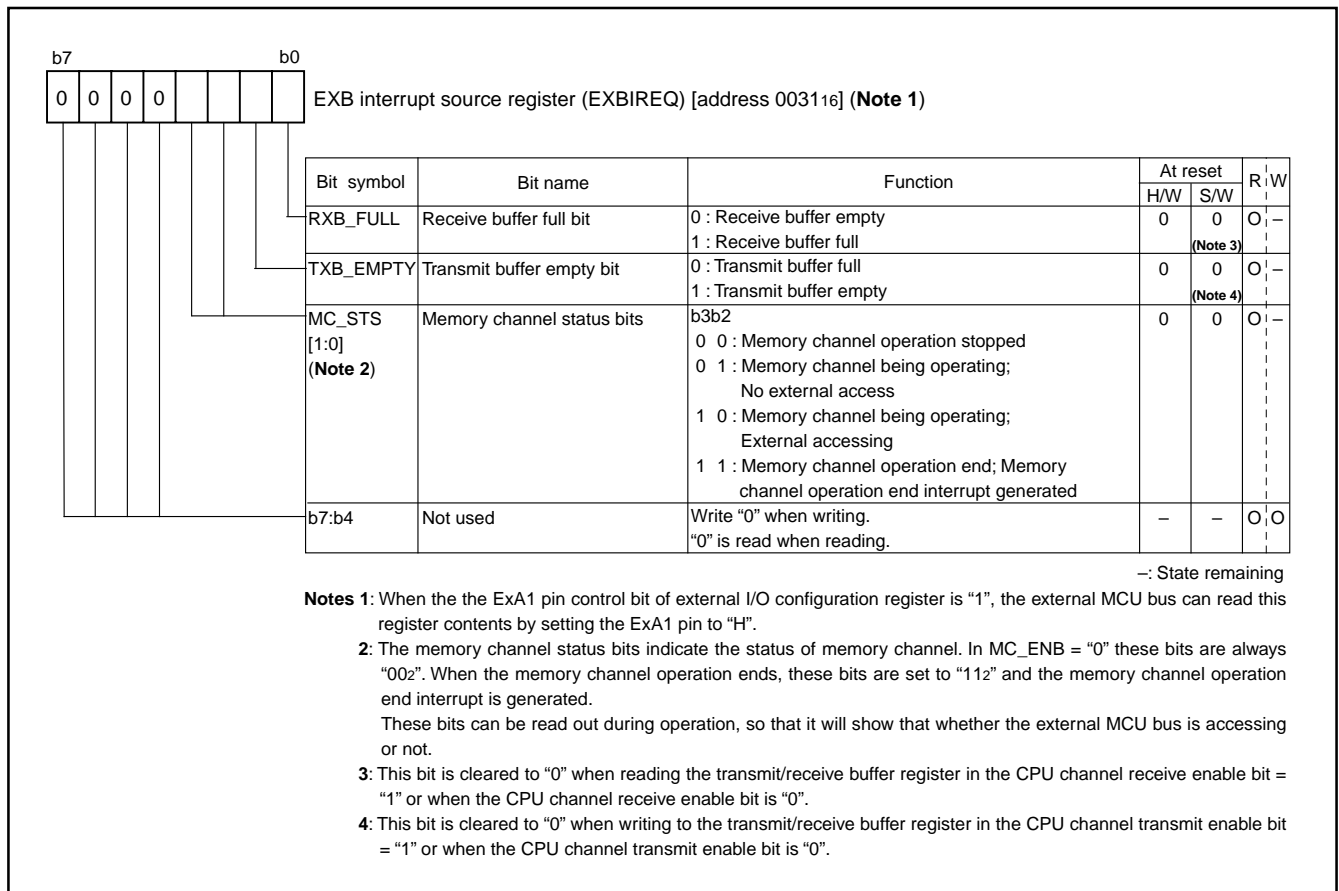 b7 b0
0 0 0 0
EXB interrupt source register (EXBIREQ) [address 003116] (Note 1)
Bit symbol Bit name Function At reset R W
H/W S/W
RXB_FULL Receive buffer full bit 0 : Receive buffer empty 0 0 O –
1 : Receive buffer full (Note 3)
TXB_EMPTY Transmit buffer empty bit 0 : Transmit buffer full 0 0 O –
1 : Transmit buffer empty (Note 4)
MC_STS Memory channel status bits b3b2 0 0 O –
[1:0] 0 0 : Memory channel operation stopped
(Note 2) 0 1 : Memory channel being operating;
No external access
1 0 : Memory channel being operating;
External accessing
1 1 : Memory channel operation end; Memory
channel operation end interrupt generated
b7:b4 Not used Write “0” when writing. – – O O
“0” is read when reading.
–: State remaining
Notes 1: When the the ExA1 pin control bit of external I/O configuration register is “1”, the external MCU bus can read this
register contents by setting the ExA1 pin to “H”.
2: The memory channel status bits indicate the status of memory channel. In MC_ENB = “0” these bits are always
“002”. When the memory channel operation ends, these bits are set to “112” and the memory channel operation
end interrupt is generated.
These bits can be read out during operation, so that it will show that whether the external MCU bus is accessing
or not.
3: This bit is cleared to “0” when reading the transmit/receive buffer register in the CPU channel receive enable bit =
“1” or when the CPU channel receive enable bit is “0”.
4: This bit is cleared to “0” when writing to the transmit/receive buffer register in the CPU channel transmit enable bit
= “1” or when the CPU channel transmit enable bit is “0”.